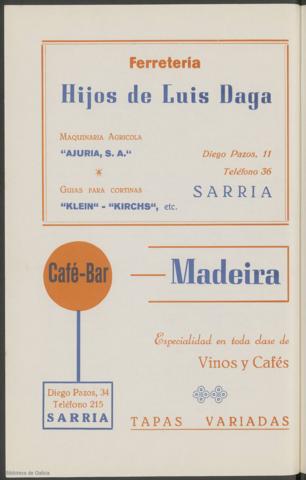 Ferretería
Hijos de Luis Daga
MAQUINARIA AGRICOLA
"AJURIA, S. A."
GUIAS PARA CORTINAS
"KLEIN" - "KIRCHS", etc.
Diego Pazos, 11
Teléfono 36
SARRIA
Café-Bar
Madeira
Especialidad en toda clase de
Vinos y Cafés
Diego Pazos, 34
Teléfono 215
SARRIA
TAPAS VARIADAS
Biblioteca de Galicia